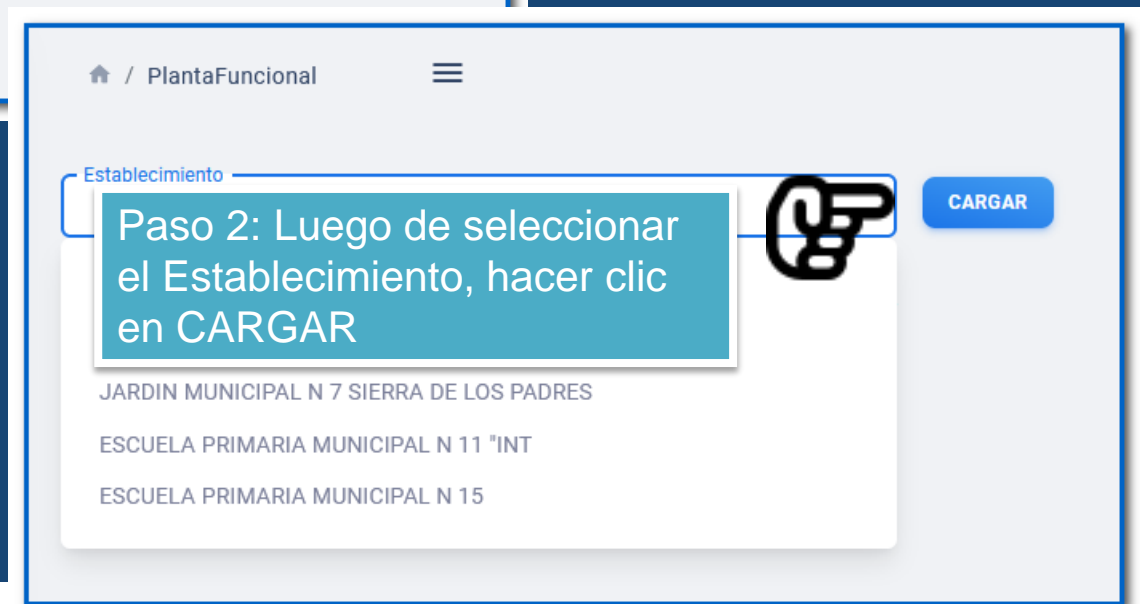 / PlantaFuncional
Establecimiento
CARGAR
Paso 2: Luego de seleccionar
el Establecimiento, hacer clic
en CARGAR
JARDIN MUNICIPAL N 7 SIERRA DE LOS PADRES
ESCUELA PRIMARIA MUNICIPAL N 11 "INT
ESCUELA PRIMARIA MUNICIPAL N 15